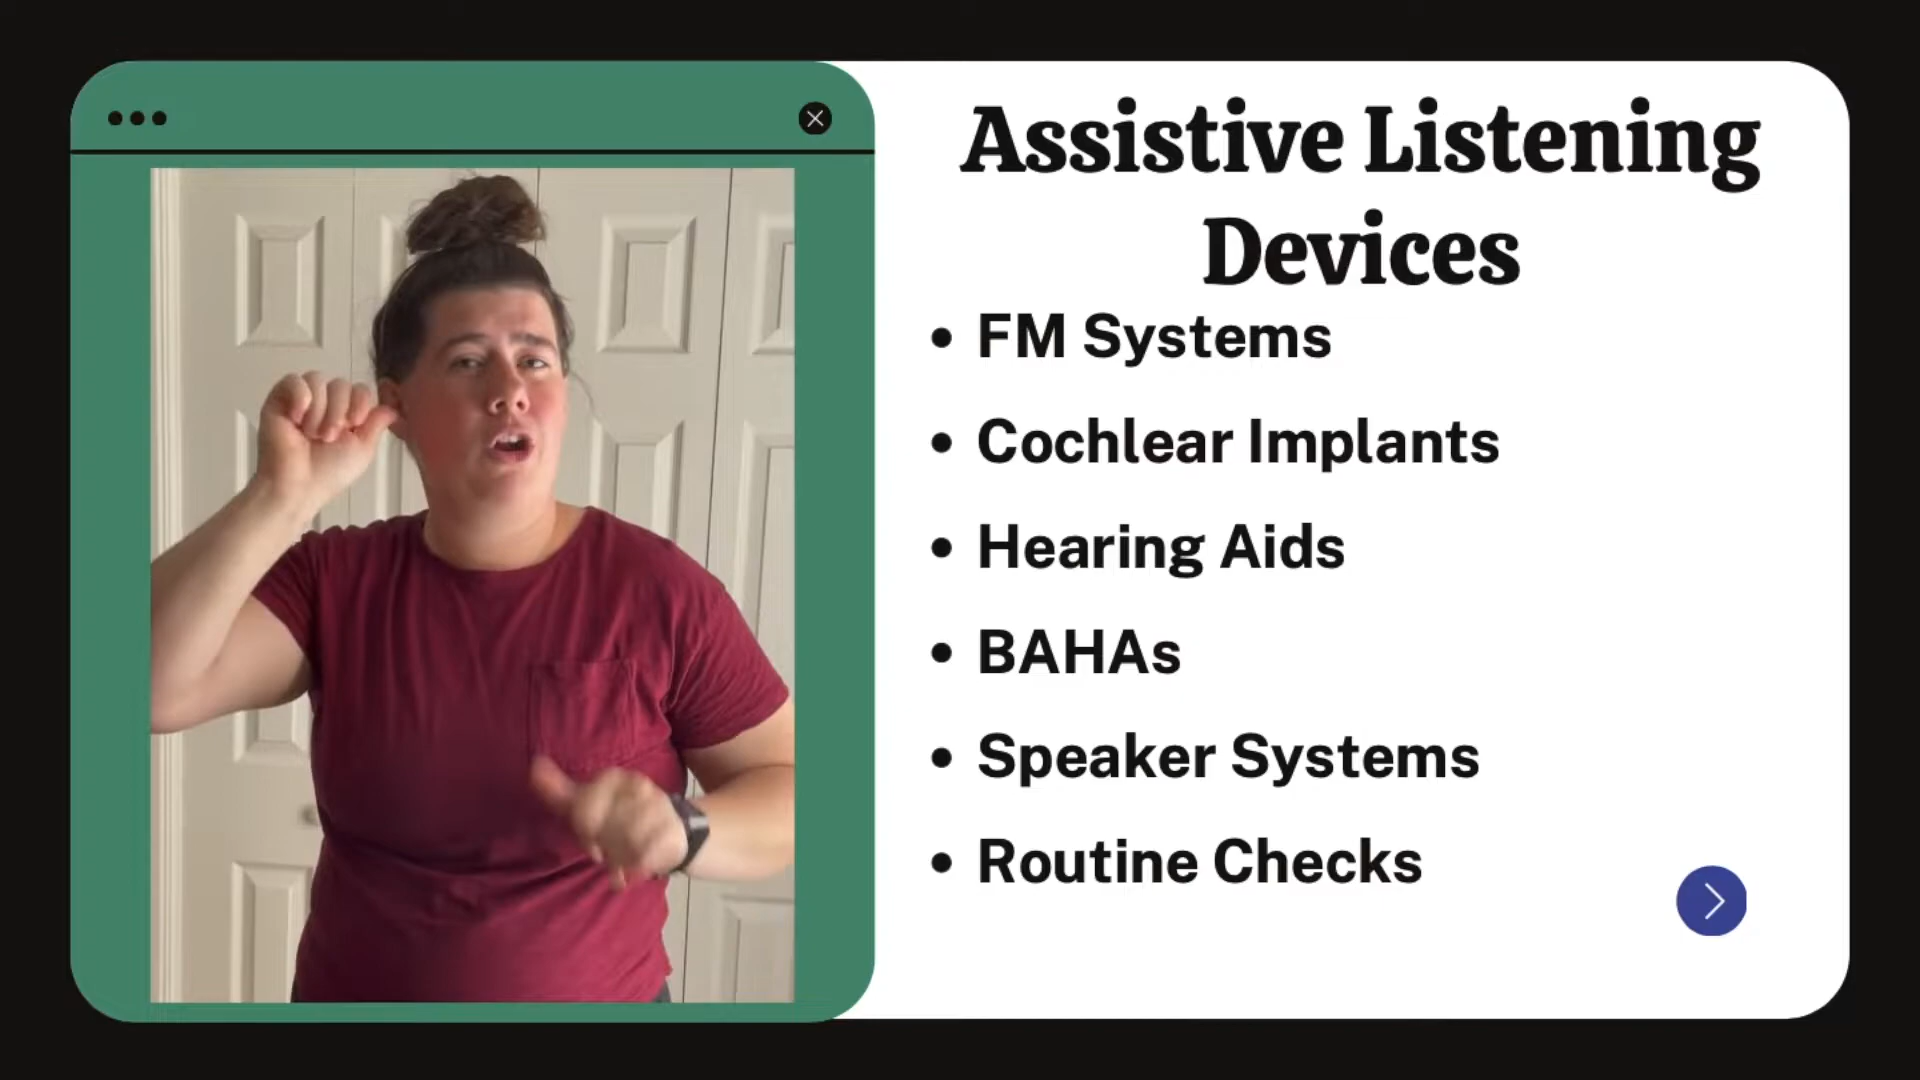 Assistive Listening
Devices
FM Systems
Cochlear Implants
Hearing Aids
BAHAs
Speaker Systems
Routine Checks